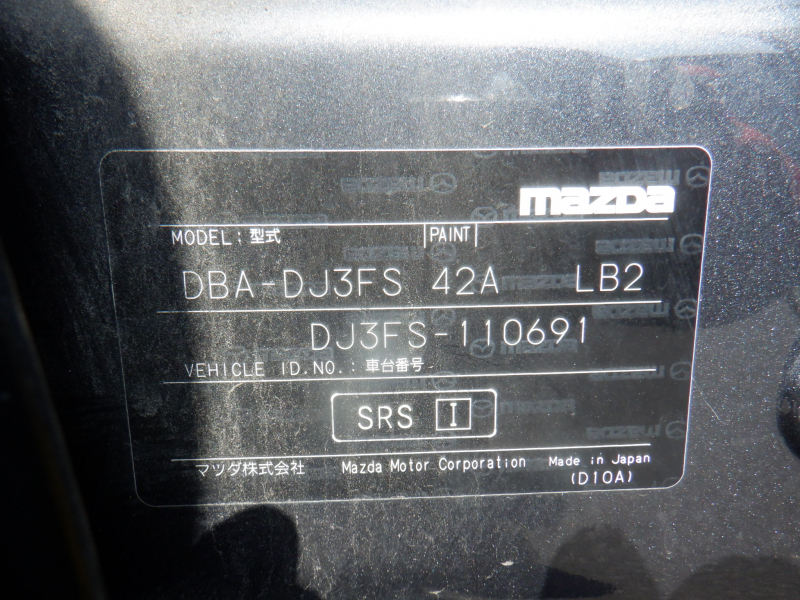 mazda
MODEL: 型式 PAINT
DBA-DJ3FS 42A LB2
DJ3FS-110691
VEHICLE ID.NO.: 車台番号
SRS I
マツダ株式会社 Mazda Motor Corporation Made in Japan
(D10A)